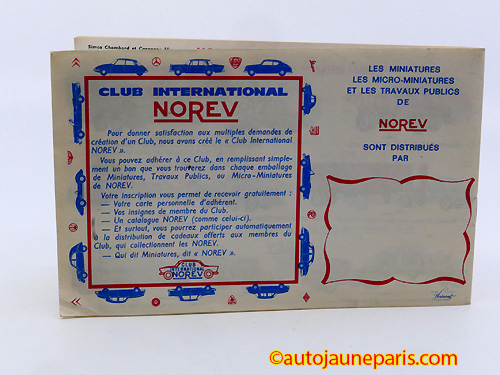 CLUB INTERNATIONAL
NOREV
Pour donner satisfaction aux multiples demandes de
création d'un Club, nous avons créé le « Club International
NOREV ».
Vous pouvez adhérer à ce Club, en remplissant simple-
ment un bon que vous trouverez dans chaque emballage
de Miniatures, Travaux Publics, ou Micro-Miniatures
de NOREV.
Votre inscription vous permet de recevoir gratuitement :
— Votre carte personnelle d'adhérent.
— Vos insignes de membre du Club.
— Un catalogue NOREV (comme celui-ci).
— Et surtout, vous pourrez participer automatiquement
à la distribution de cadeaux offerts aux membres du
Club, qui collectionnent les NOREV.
— Qui dit Miniatures, dit « NOREV ».
CLUB
INTERNATIONAL
NOREV
LES MINIATURES
LES MICRO-MINIATURES
ET LES TRAVAUX PUBLICS
DE
NOREV
SONT DISTRIBUÉS
PAR
©autojauneparis.com